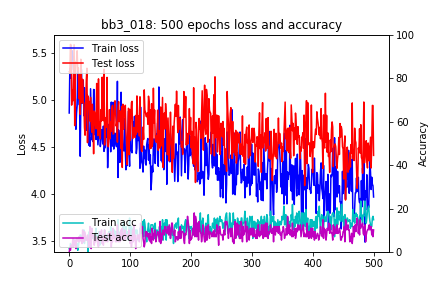 bb3_018: 500 epochs loss and accuracy
Train loss
Test loss
Train acc
Test acc
Loss
5.5
5.0
4.5
4.0
3.5
Accuracy
100
80
60
40
20
0
0
100
200
300
400
500